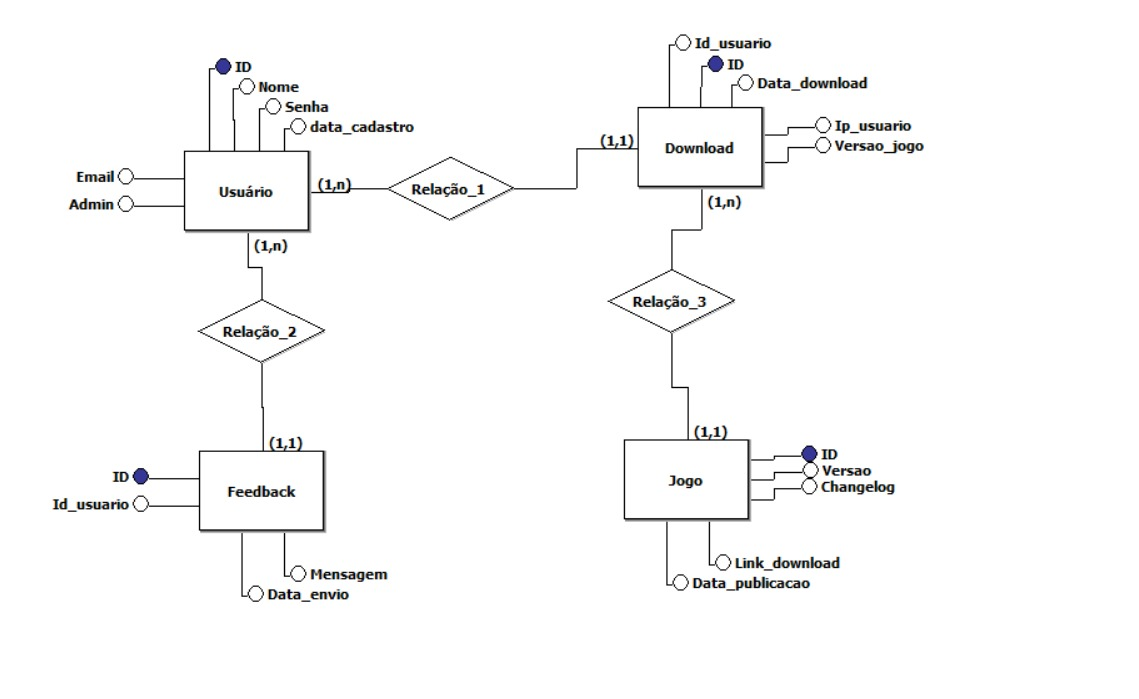 Id_usuario
ID
Data_download
ID
Nome
Senha
data_cadastro
Ip_usuario
Versao_jogo
(1,1)
Download
Email
Admin
Usuário
(1,n)
Relação_1
(1,n)
(1,n)
Relação_2
Relação_3
(1,1)
(1,1)
ID
Id_usuario
Feedback
Jogo
ID
Versao
Changelog
Mensagem
Data_envio
Link_download
Data_publicacao